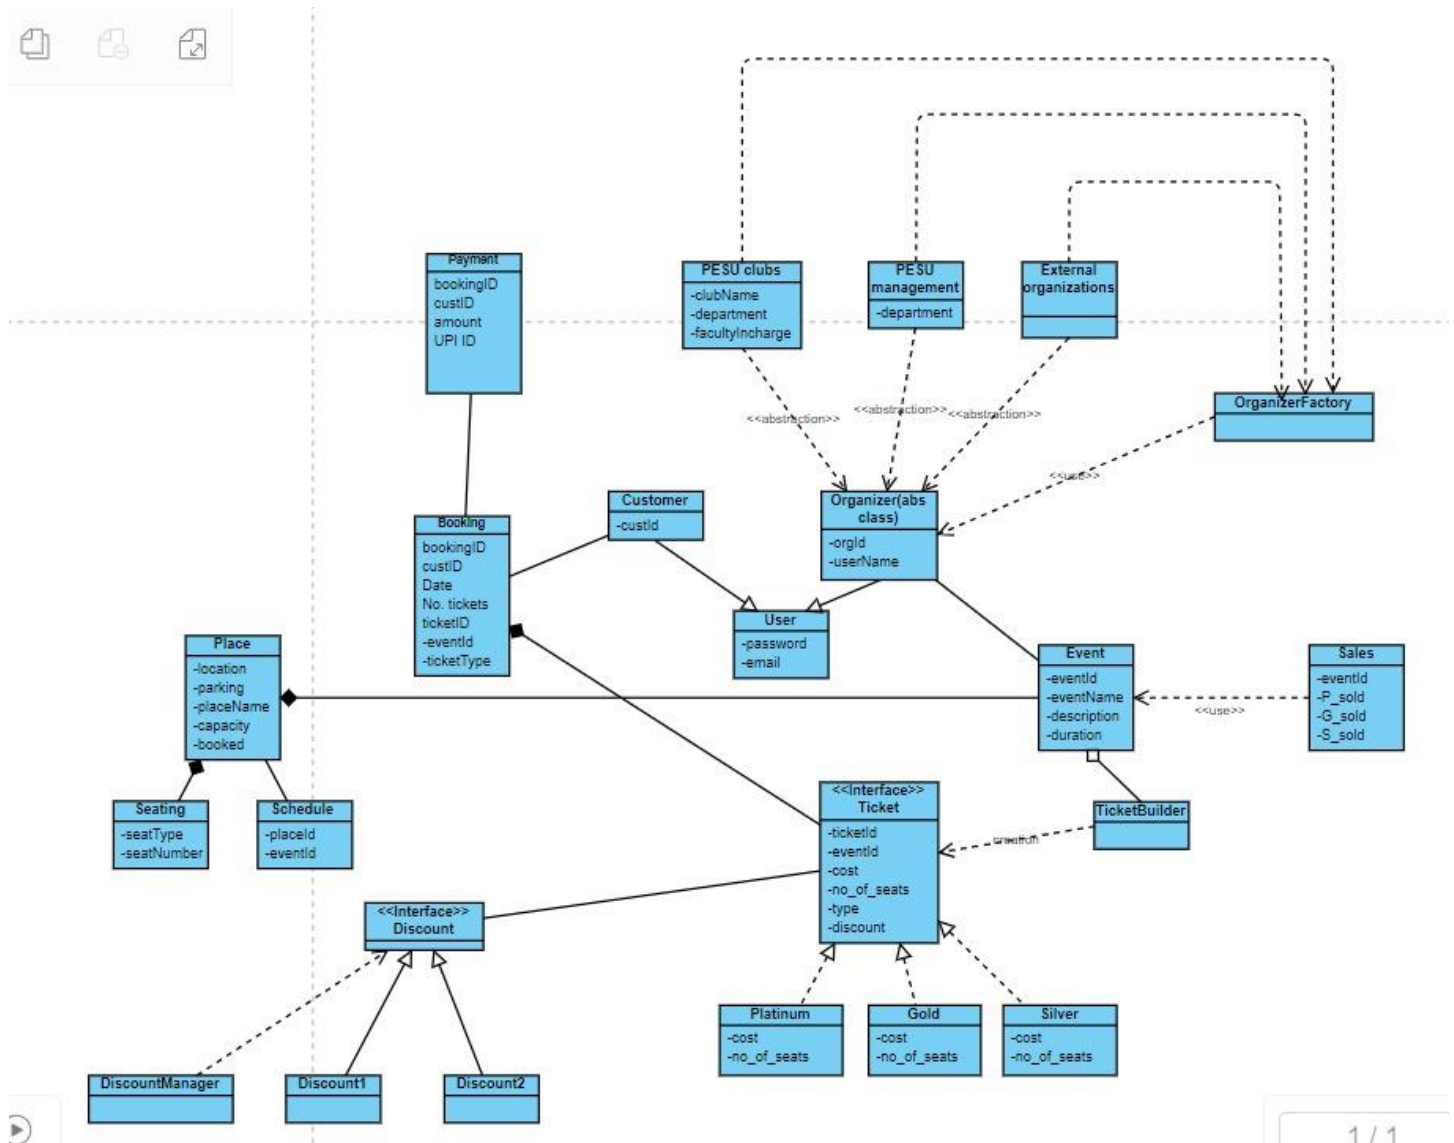 Payment
bookingID
custID
amount
UPI ID
PESU clubs
-clubName
-department
-facultyIncharge
PESU
management
-department
External
organizations
OrganizerFactory
<<abstraction>>
<<abstraction>>
<<abstraction>>
<<use>>
Booking
bookingID
custID
Date
No. tickets
ticketID
-eventId
-ticketType
Customer
-custId
Organizer(abs
class)
-orgId
-userName
User
-password
-email
Place
-location
-parking
-placeName
-capacity
-booked
Event
-eventId
-eventName
-description
-duration
<<use>>
Sales
-eventId
-P_sold
-G_sold
-S_sold
Seating
-seatType
-seatNumber
Schedule
-placeId
-eventId
<<Interface>>
Ticket
-ticketId
-eventId
-cost
-no_of_seats
-type
-discount
creation
TicketBuilder
<<Interface>>
Discount
Platinum
-cost
-no_of_seats
Gold
-cost
-no_of_seats
Silver
-cost
-no_of_seats
DiscountManager
Discount1
Discount2
1 / 1